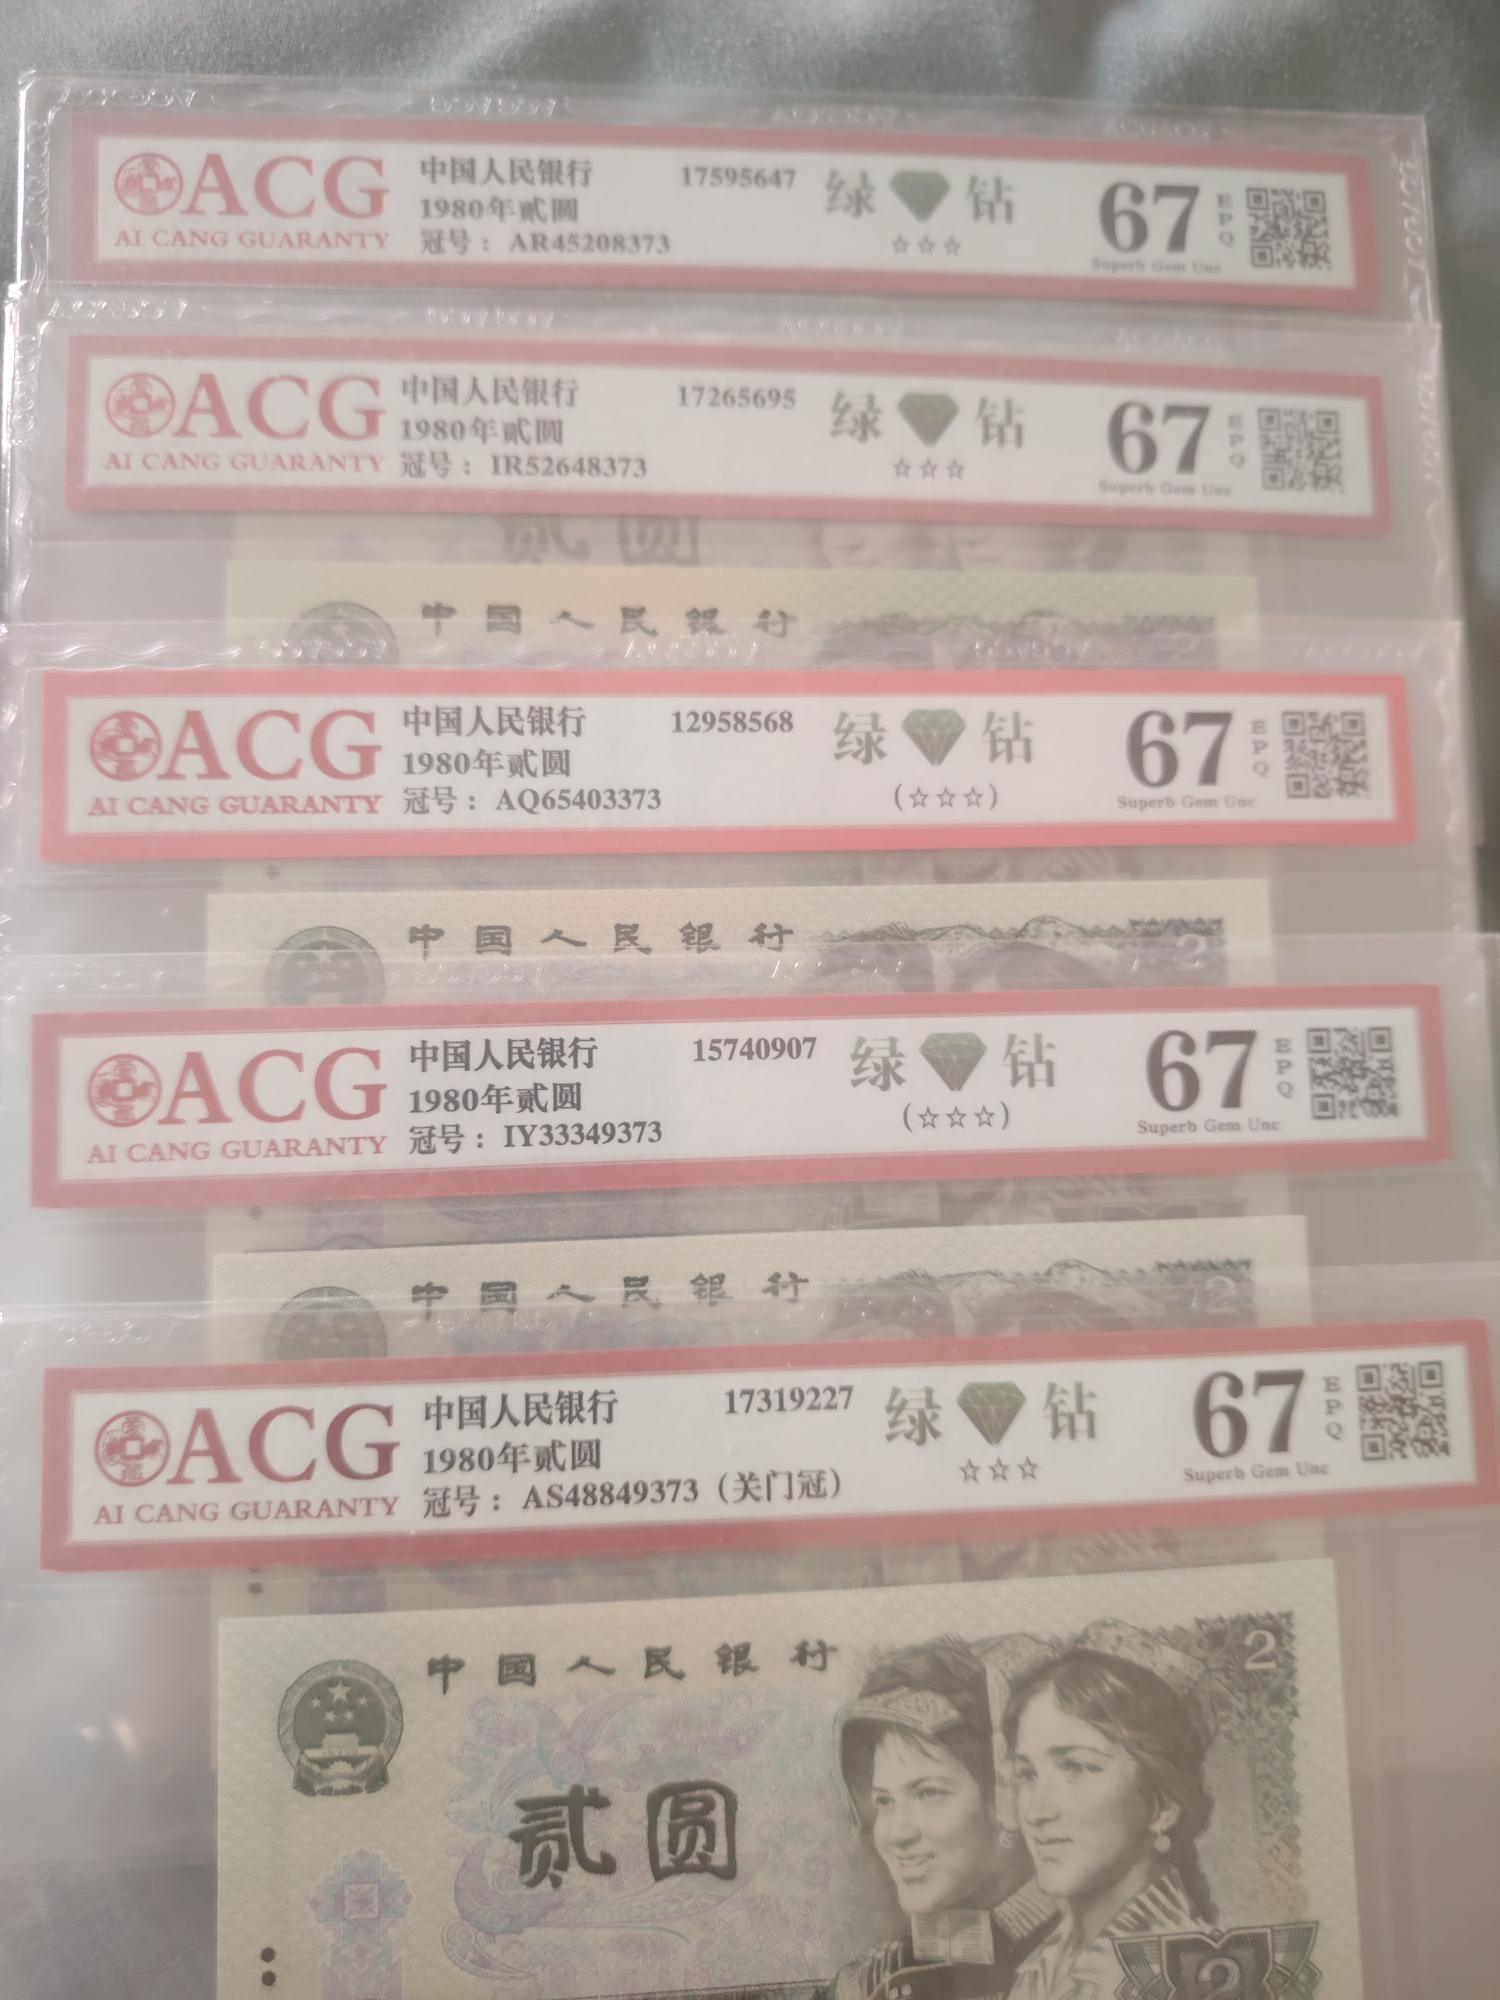 ACG
AI CANG GUARANTY
中国人民银行
1980年贰圆
冠号：AR45208373
17595647
绿 钻
☆☆☆
67
EPQ
Superb Gem Unc
ACG
AI CANG GUARANTY
中国人民银行
1980年贰圆
冠号：IR52648373
17265695
绿 钻
☆☆☆
67
EPQ
Superb Gem Unc
贰圆
中国人民银行
2
ACG
AI CANG GUARANTY
中国人民银行
1980年贰圆
冠号：AQ65403373
12958568
绿 钻
(☆☆☆)
67
EPQ
Superb Gem Unc
中国人民银行
2
ACG
AI CANG GUARANTY
中国人民银行
1980年贰圆
冠号：IY33349373
15740907
绿 钻
(☆☆☆)
67
EPQ
Superb Gem Unc
中国人民银行
2
ACG
AI CANG GUARANTY
中国人民银行
1980年贰圆
冠号：AS48849373（关门冠）
17319227
绿 钻
☆☆☆
67
EPQ
Superb Gem Unc
中国人民银行
2
贰圆
2